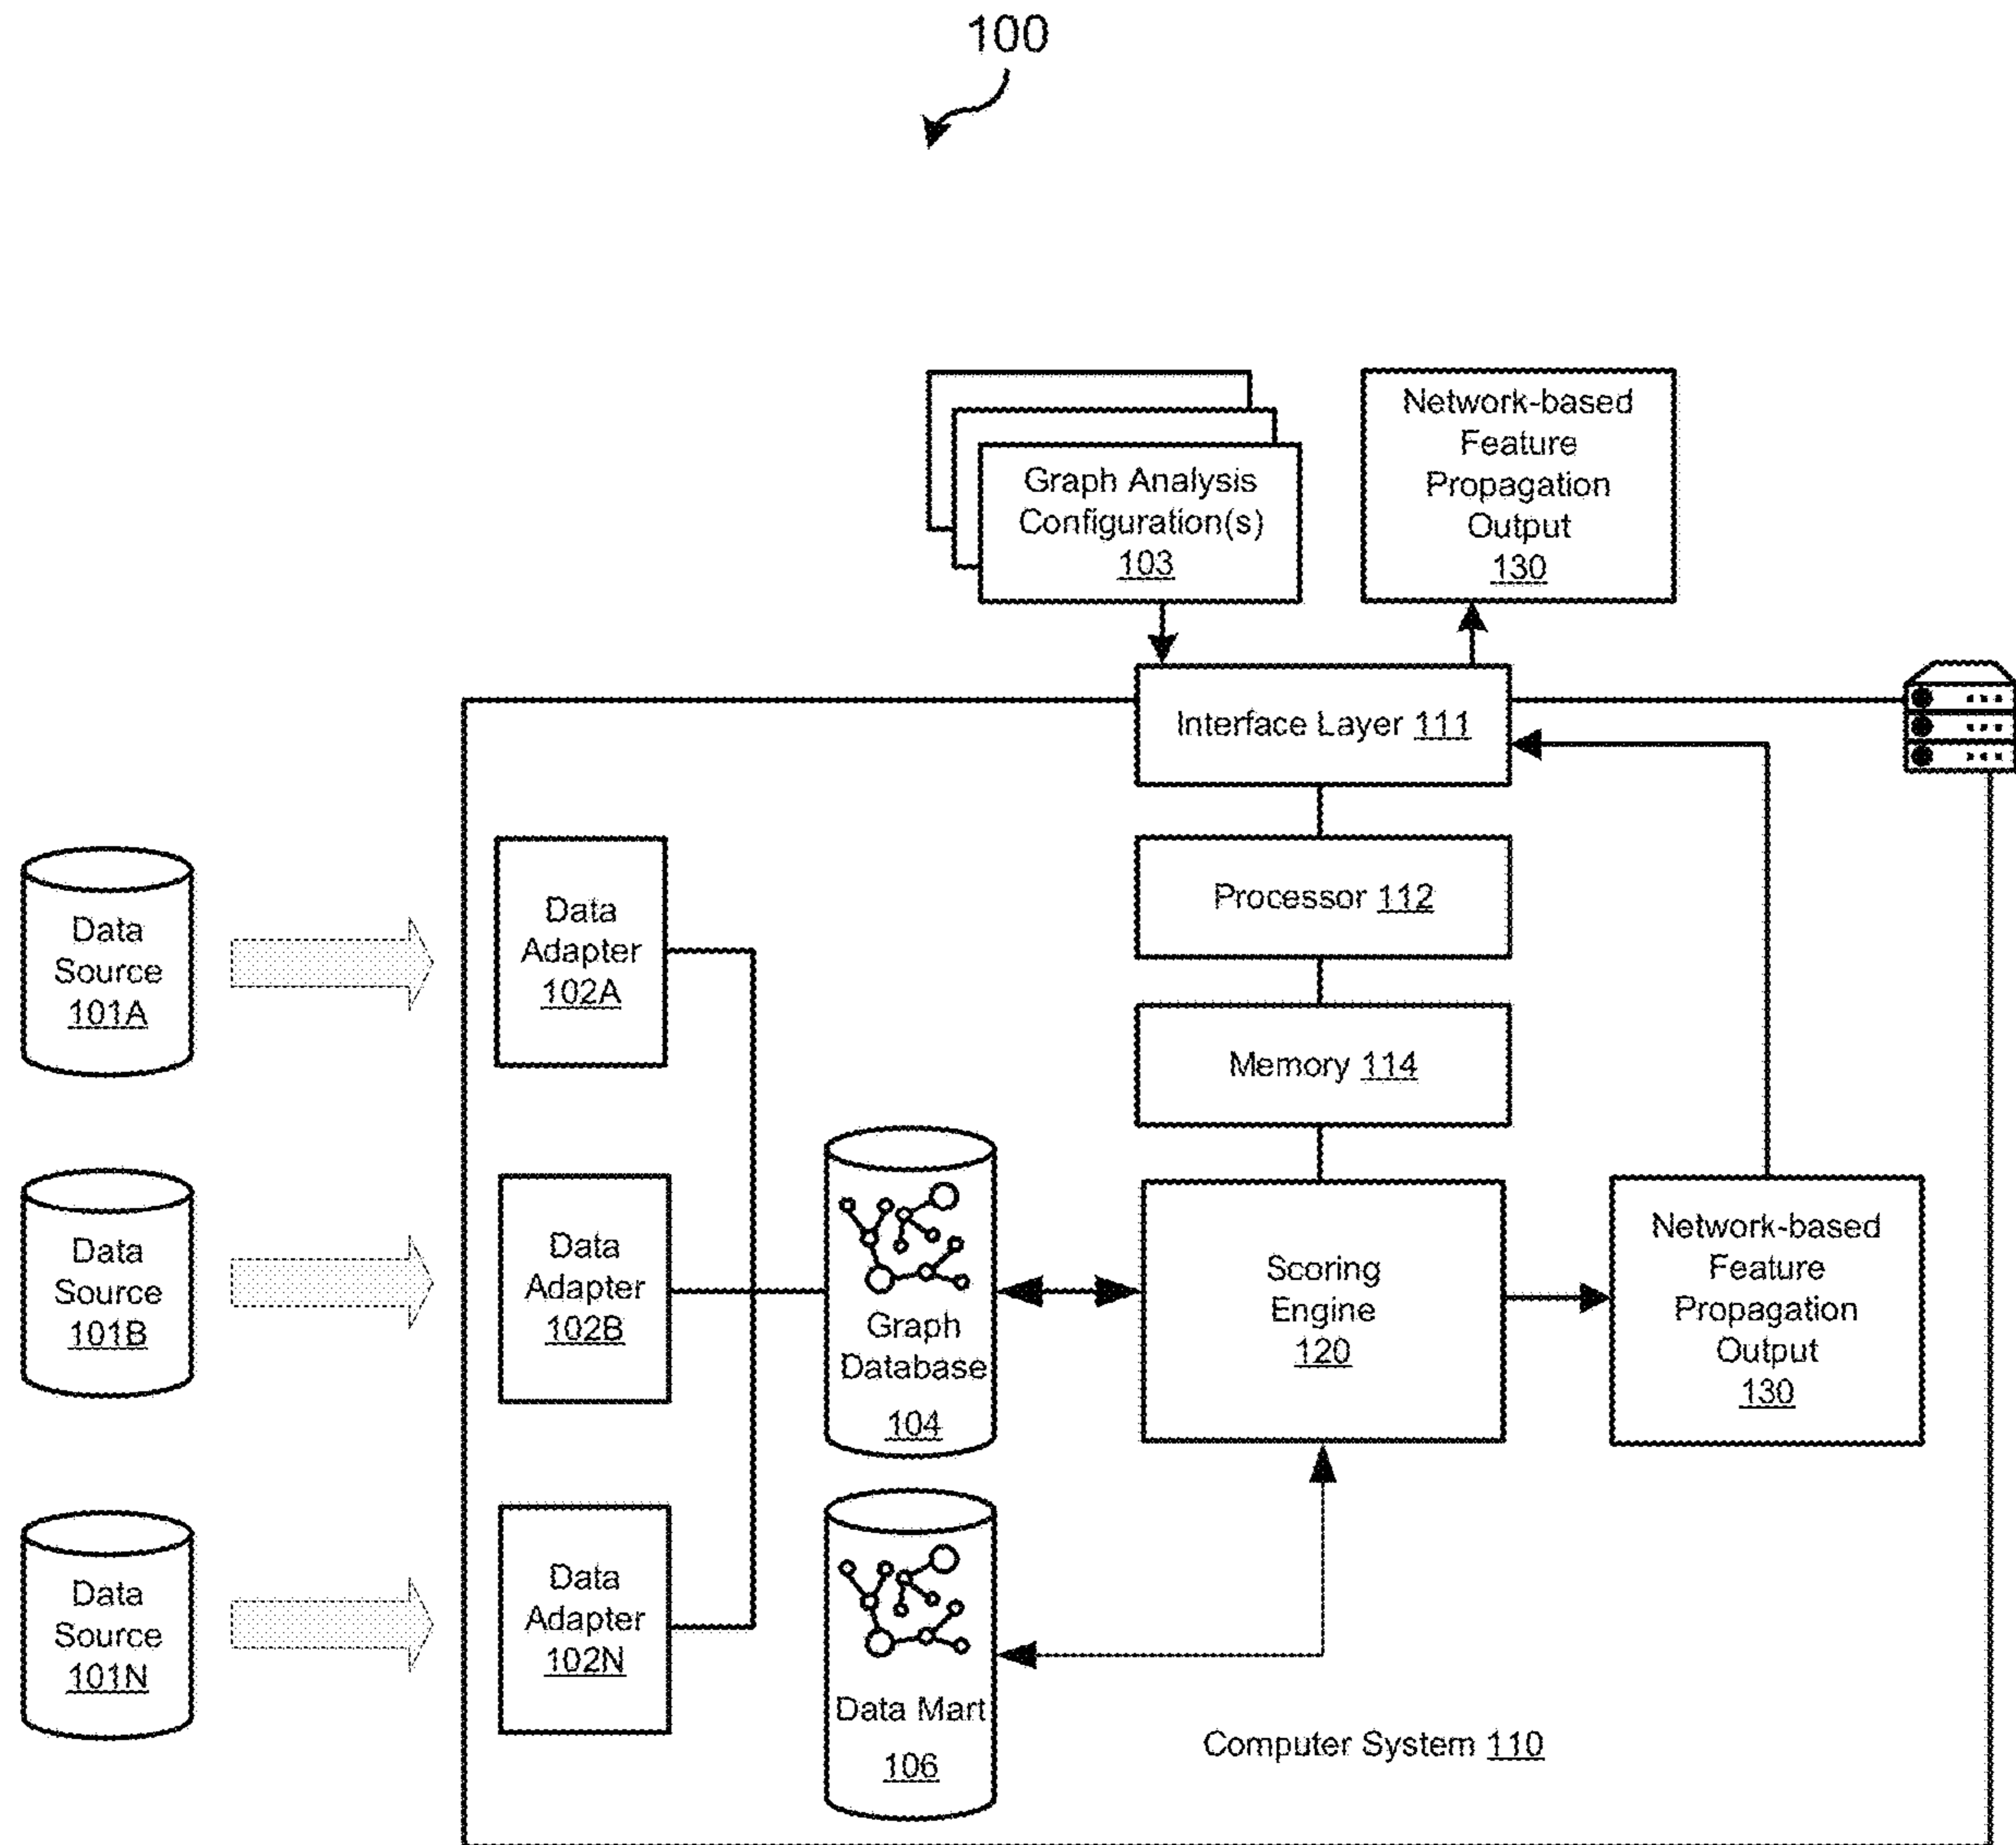 100
Graph Analysis
Configuration(s)
103
Network-based
Feature
Propagation
Output
130
Interface Layer 111
Processor 112
Memory 114
Data
Source
101A
Data
Adapter
102A
Data
Source
101B
Data
Adapter
102B
Graph
Database
104
Scoring
Engine
120
Network-based
Feature
Propagation
Output
130
Data
Source
101N
Data
Adapter
102N
Data Mart
106
Computer System 110